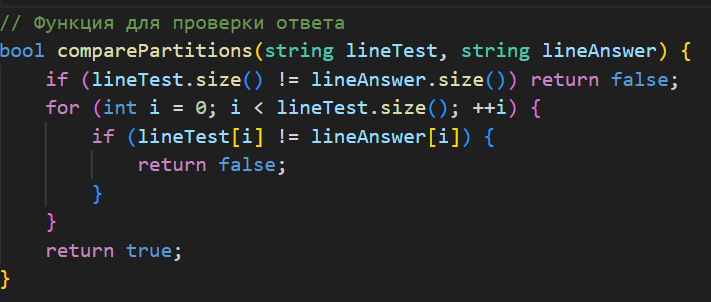 // Функция для проверки ответа
bool comparePartitions(string lineTest, string lineAnswer) {
    if (lineTest.size() != lineAnswer.size()) return false;
    for (int i = 0; i < lineTest.size(); ++i) {
        if (lineTest[i] != lineAnswer[i]) {
            return false;
        }
    }
    return true;
}